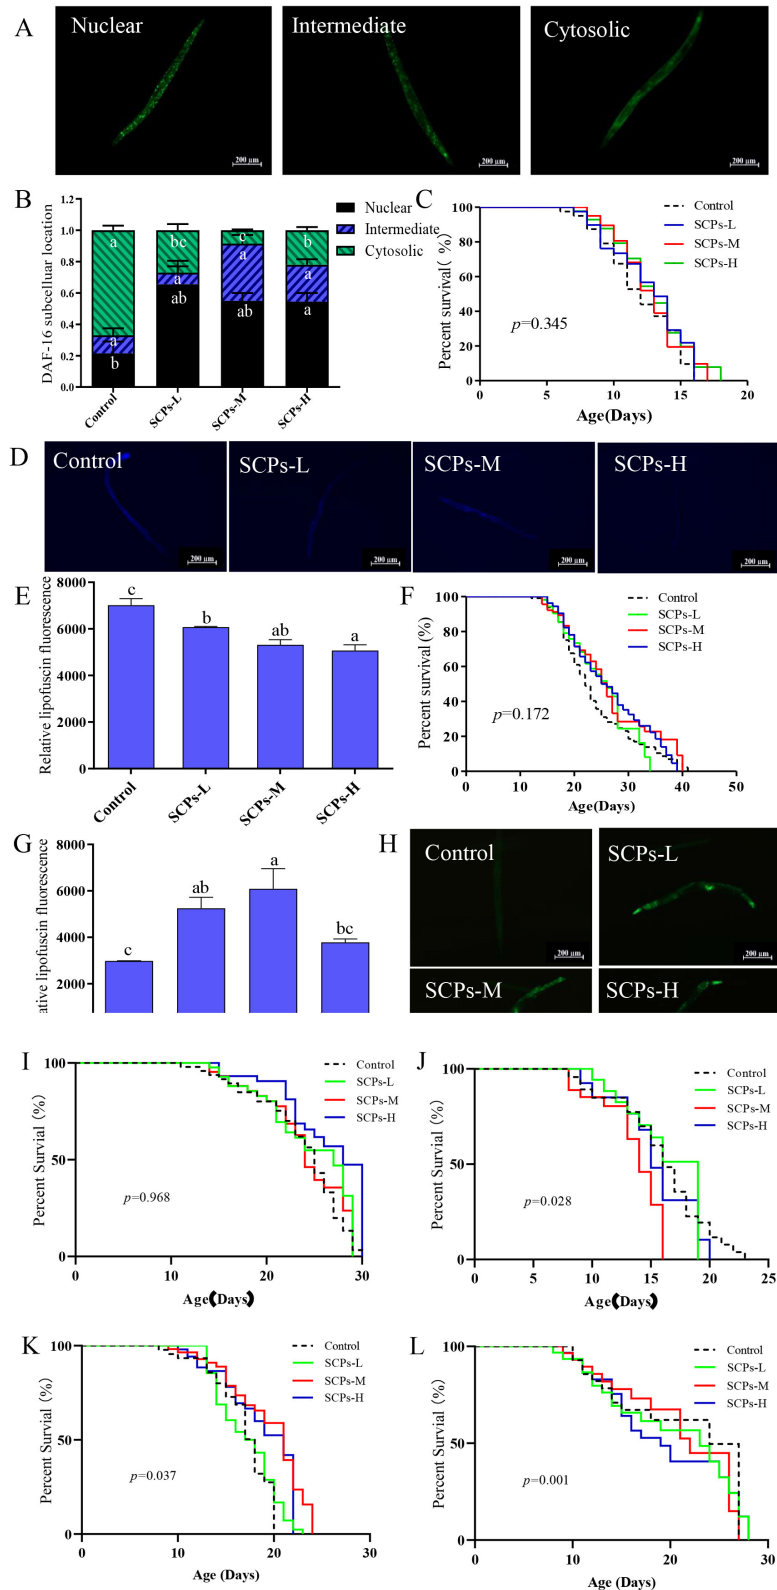 A
Nuclear
Intermediate
Cytosolic
200 μm
200 μm
200 μm
B
DAF-16 subcelluar location
1.2
1.0
0.8
0.6
0.4
0.2
0.0
a
bc
c
b
a
a
a
a
b
ab
ab
a
Control
SCPs-L
SCPs-M
SCPs-H
Nuclear
Intermediate
Cytosolic
C
Percent survival( %)
100
80
60
40
20
0
p=0.345
Control
SCPs-L
SCPs-M
SCPs-H
0 5 10 15 20
Age(Days)
D
Control
SCPs-L
SCPs-M
SCPs-H
200 μm
200 μm
200 μm
200 μm
E
Relative lipofuscin fluorescence
8000
6000
4000
2000
0
c
b
ab
a
Control
SCPs-L
SCPs-M
SCPs-H
F
Percent survival (%)
100
80
60
40
20
0
p=0.172
Control
SCPs-L
SCPs-M
SCPs-H
0 10 20 30 40 50
Age(Days)
G
ative lipofuscin fluorescence
8000
6000
4000
2000
c
ab
a
bc
H
Control
SCPs-L
200 μm
200 μm
SCPs-M
SCPs-H
I
Percent Survial (%)
100
50
0
p=0.968
Control
SCPs-L
SCPs-M
SCPs-H
0 10 20 30
Age(Days)
J
Percent Survial (%)
100
50
0
p=0.028
Control
SCPs-L
SCPs-M
SCPs-H
0 5 10 15 20 25
Age(Days)
K
Percent Survial (%)
100
50
0
p=0.037
Control
SCPs-L
SCPs-M
SCPs-H
0 10 20 30
Age (Days)
L
Percent Survial (%)
100
50
0
p=0.001
Control
SCPs-L
SCPs-M
SCPs-H
0 10 20 30
Age (Days)